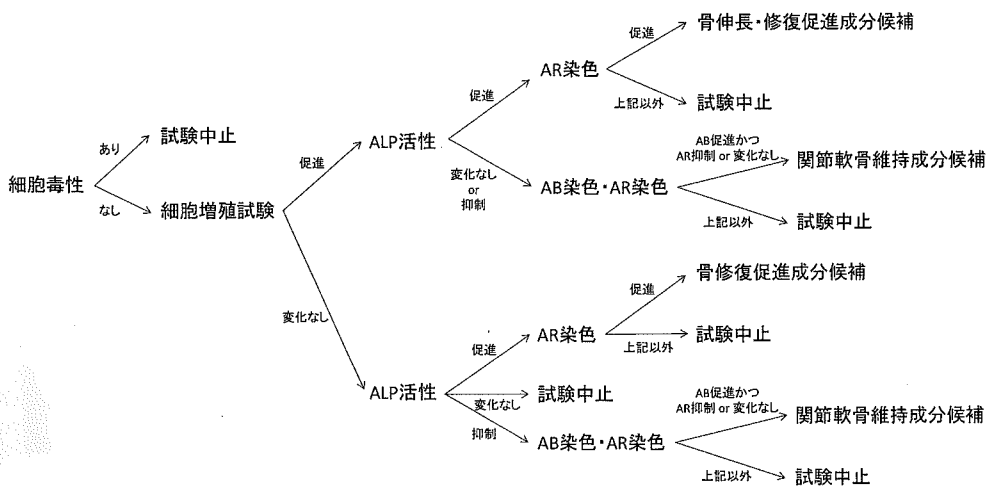 細胞毒性
あり
試験中止
なし
細胞増殖試験
促進
ALP活性
促進
AR染色
促進
骨伸長・修復促進成分候補
上記以外
試験中止
変化なし
or
抑制
AB染色・AR染色
AB促進かつ
AR抑制 or 変化なし
関節軟骨維持成分候補
上記以外
試験中止
変化なし
ALP活性
促進
AR染色
促進
骨修復促進成分候補
上記以外
試験中止
変化なし
試験中止
抑制
AB染色・AR染色
AB促進かつ
AR抑制 or 変化なし
関節軟骨維持成分候補
上記以外
試験中止